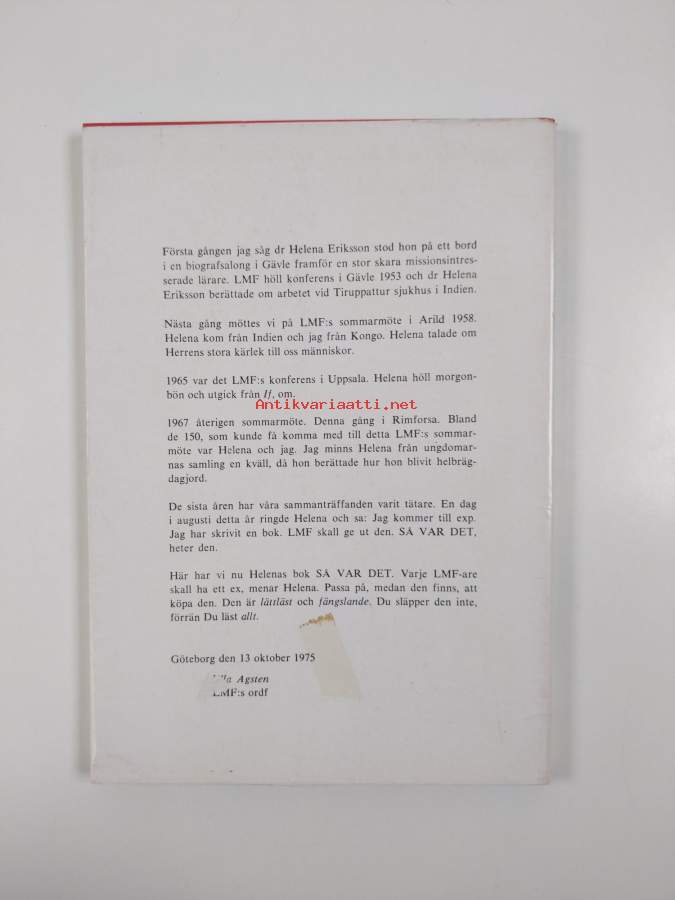 Första gången jag såg dr Helena Eriksson stod hon på ett bord
i en biografsalong i Gävle framför en stor skara missionsintres-
serade lärare. LMF höll konferens i Gävle 1953 och dr Helena
Eriksson berättade om arbetet vid Tiruppattur sjukhus i Indien.
Nästa gång möttes vi på LMF:s sommarmöte i Arild 1958.
Helena kom från Indien och jag från Kongo. Helena talade om
Herrens stora kärlek till oss människor.
1965 var det LMF:s konferens i Uppsala. Helena höll morgon-
bön och utgick från If, om.
Antikvariaatti.net
1967 återigen sommarmöte. Denna gång i Rimforsa. Bland
de 150, som kunde få komma med till detta LMF:s sommar-
möte var Helena och jag. Jag minns Helena från ungdomar-
nas samling en kväll, då hon berättade hur hon blivit helbräg-
dagjord.
De sista åren har våra sammanträffanden varit tätare. En dag
i augusti detta år ringde Helena och sa: Jag kommer till exp.
Jag har skrivit en bok. LMF skall ge ut den. SÅ VAR DET,
heter den.
Här har vi nu Helenas bok SÅ VAR DET. Varje LMF-are
skall ha ett ex, menar Helena. Passa på, medan den finns, att
köpa den. Den är lättläst och fängslande. Du släpper den inte,
förrän Du läst allt.
Göteborg den 13 oktober 1975
Agsten
LMF:s ordf